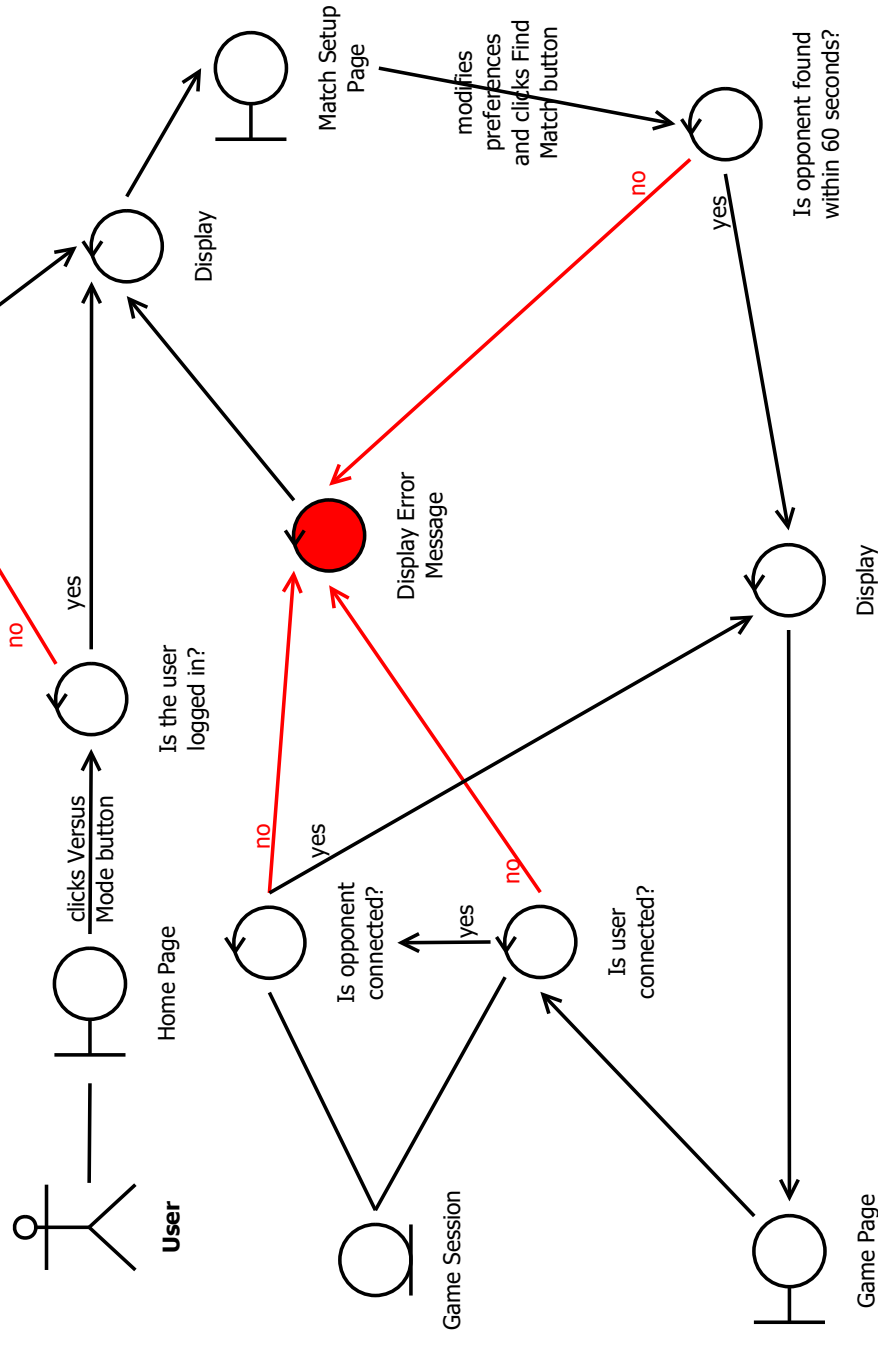 User
Home Page
clicks Versus
Mode button
Is the user
logged in?
no
yes
Display
Match Setup
Page
modifies
preferences
and clicks Find
Match button
Is opponent found
within 60 seconds?
no
yes
Display Error
Message
Display
Game Session
Is opponent
connected?
no
yes
Is user
connected?
yes
no
Game Page